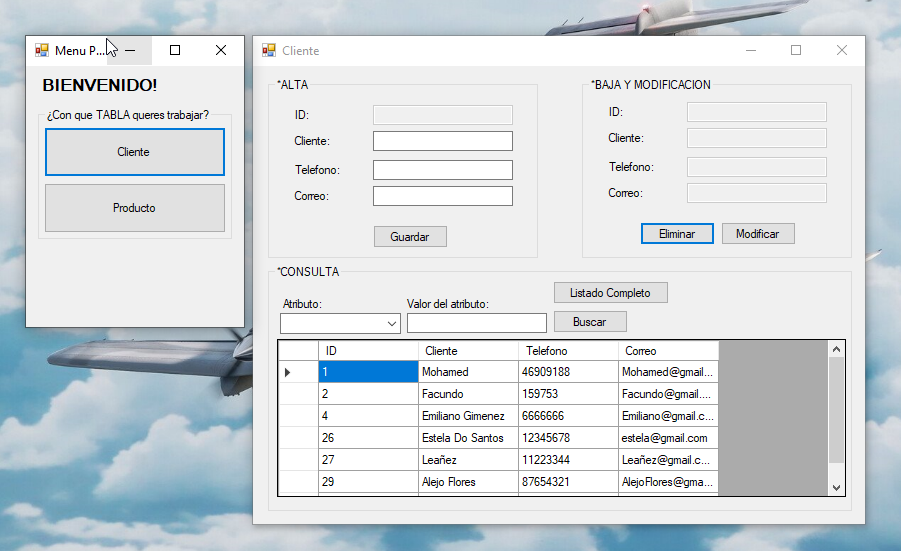 Menu P...
BIENVENIDO!
¿Con que TABLA queres trabajar?
Cliente
Producto
Cliente
*ALTA
ID:
Cliente:
Telefono:
Correo:
Guardar
*BAJA Y MODIFICACION
ID:
Cliente:
Telefono:
Correo:
Eliminar Modificar
*CONSULTA
Listado Completo
Atributo: Valor del atributo:
Buscar
ID Cliente Telefono Correo
1 Mohamed 46909188 Mohamed@gmail...
2 Facundo 159753 Facundo@gmail....
4 Emiliano Gimenez 6666666 Emiliano@gmail.c...
26 Estela Do Santos 12345678 estela@gmail.com
27 Leañez 11223344 Leañez@gmail.c...
29 Alejo Flores 87654321 AlejoFlores@gma...